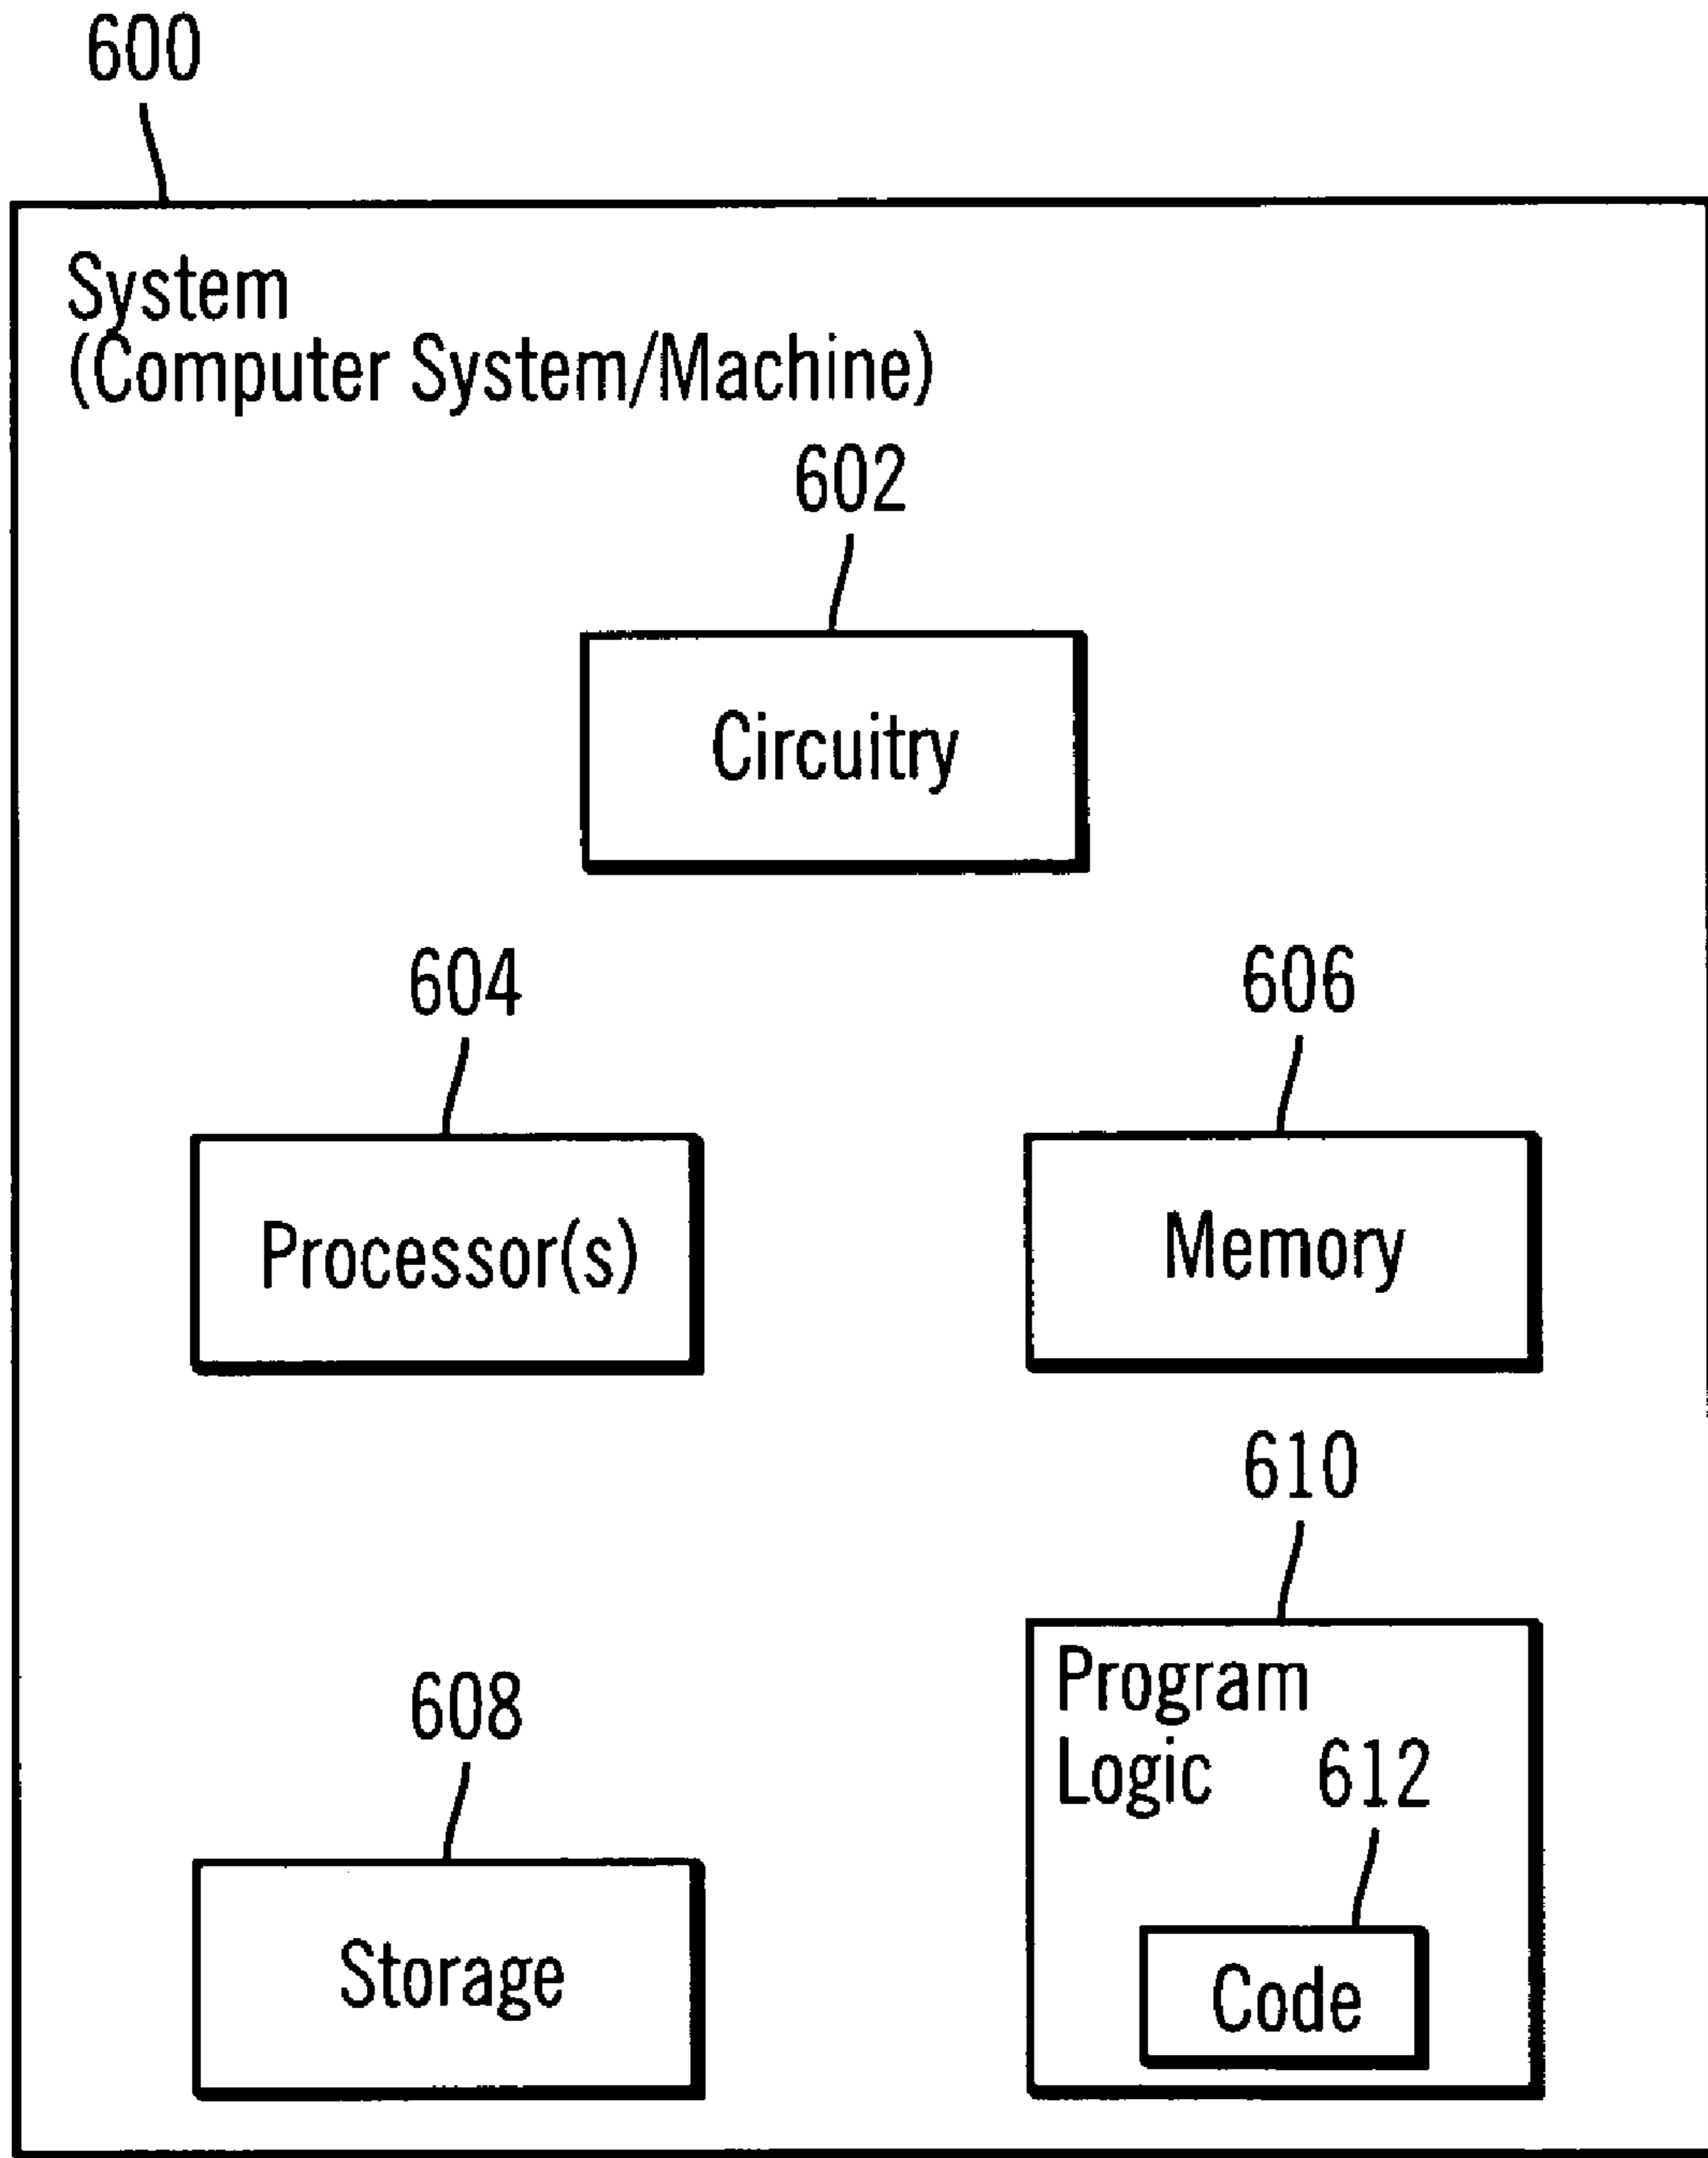 600
System
(Computer System/Machine)
602
Circuitry
604
606
Processor(s)
Memory
610
608
Program
Logic
612
Storage
Code